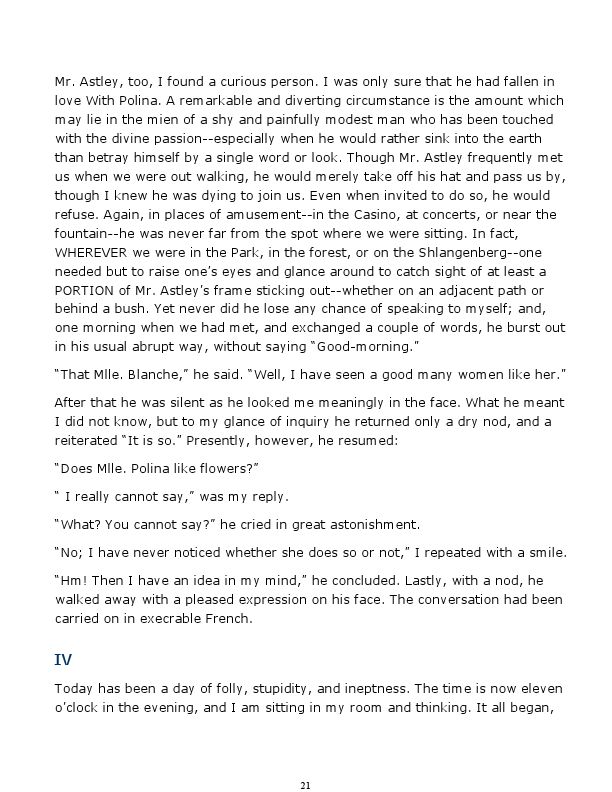 Mr. Astley, too, I found a curious person. I was only sure that he had fallen in
love With Polina. A remarkable and diverting circumstance is the amount which
may lie in the mien of a shy and painfully modest man who has been touched
with the divine passion--especially when he would rather sink into the earth
than betray himself by a single word or look. Though Mr. Astley frequently met
us when we were out walking, he would merely take off his hat and pass us by,
though I knew he was dying to join us. Even when invited to do so, he would
refuse. Again, in places of amusement--in the Casino, at concerts, or near the
fountain--he was never far from the spot where we were sitting. In fact,
WHEREVER we were in the Park, in the forest, or on the Shlangenberg--one
needed but to raise one’s eyes and glance around to catch sight of at least a
PORTION of Mr. Astley’s frame sticking out--whether on an adjacent path or
behind a bush. Yet never did he lose any chance of speaking to myself; and,
one morning when we had met, and exchanged a couple of words, he burst out
in his usual abrupt way, without saying “Good-morning.”
“That Mlle. Blanche,” he said. “Well, I have seen a good many women like her.”
After that he was silent as he looked me meaningly in the face. What he meant
I did not know, but to my glance of inquiry he returned only a dry nod, and a
reiterated “It is so.” Presently, however, he resumed:
“Does Mlle. Polina like flowers?”
“ I really cannot say,” was my reply.
“What? You cannot say?” he cried in great astonishment.
“No; I have never noticed whether she does so or not,” I repeated with a smile.
“Hm! Then I have an idea in my mind,” he concluded. Lastly, with a nod, he
walked away with a pleased expression on his face. The conversation had been
carried on in execrable French.
IV
Today has been a day of folly, stupidity, and ineptness. The time is now eleven
o’clock in the evening, and I am sitting in my room and thinking. It all began,
21